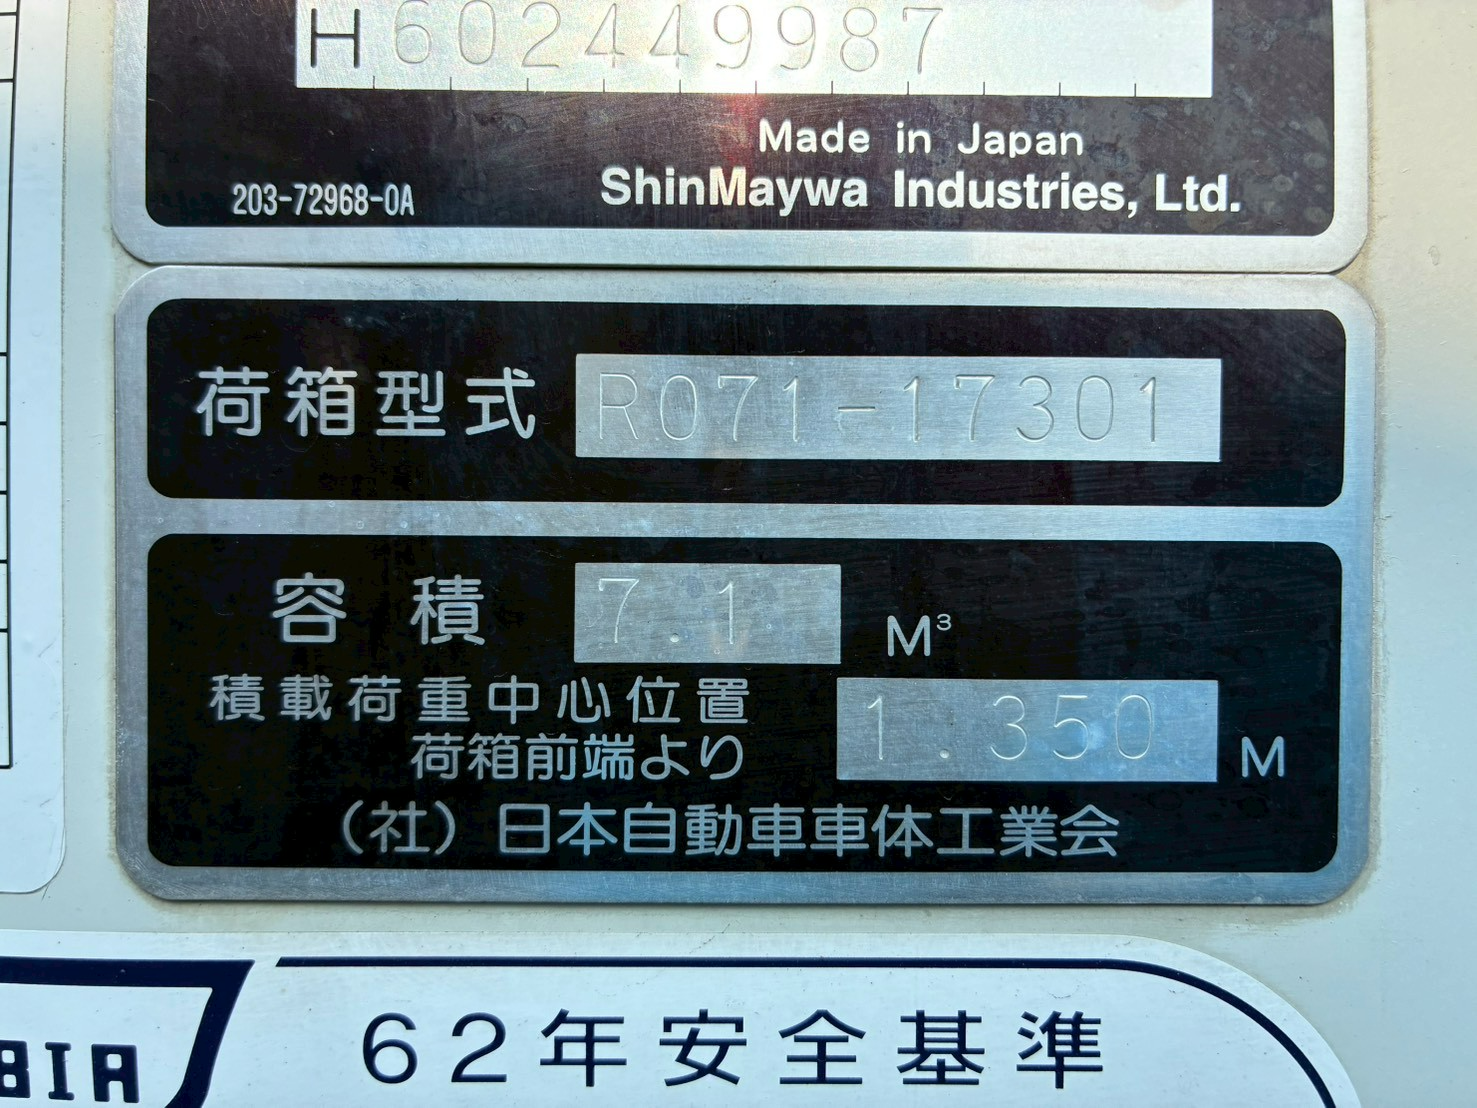 H602449987
Made in Japan
203-72968-0A
ShinMaywa Industries, Ltd.
荷箱型式 R071-17301
容積 7.1 M³
積載荷重中心位置
荷箱前端より 1.350 M
（社）日本自動車車体工業会
62年安全基準
BIA